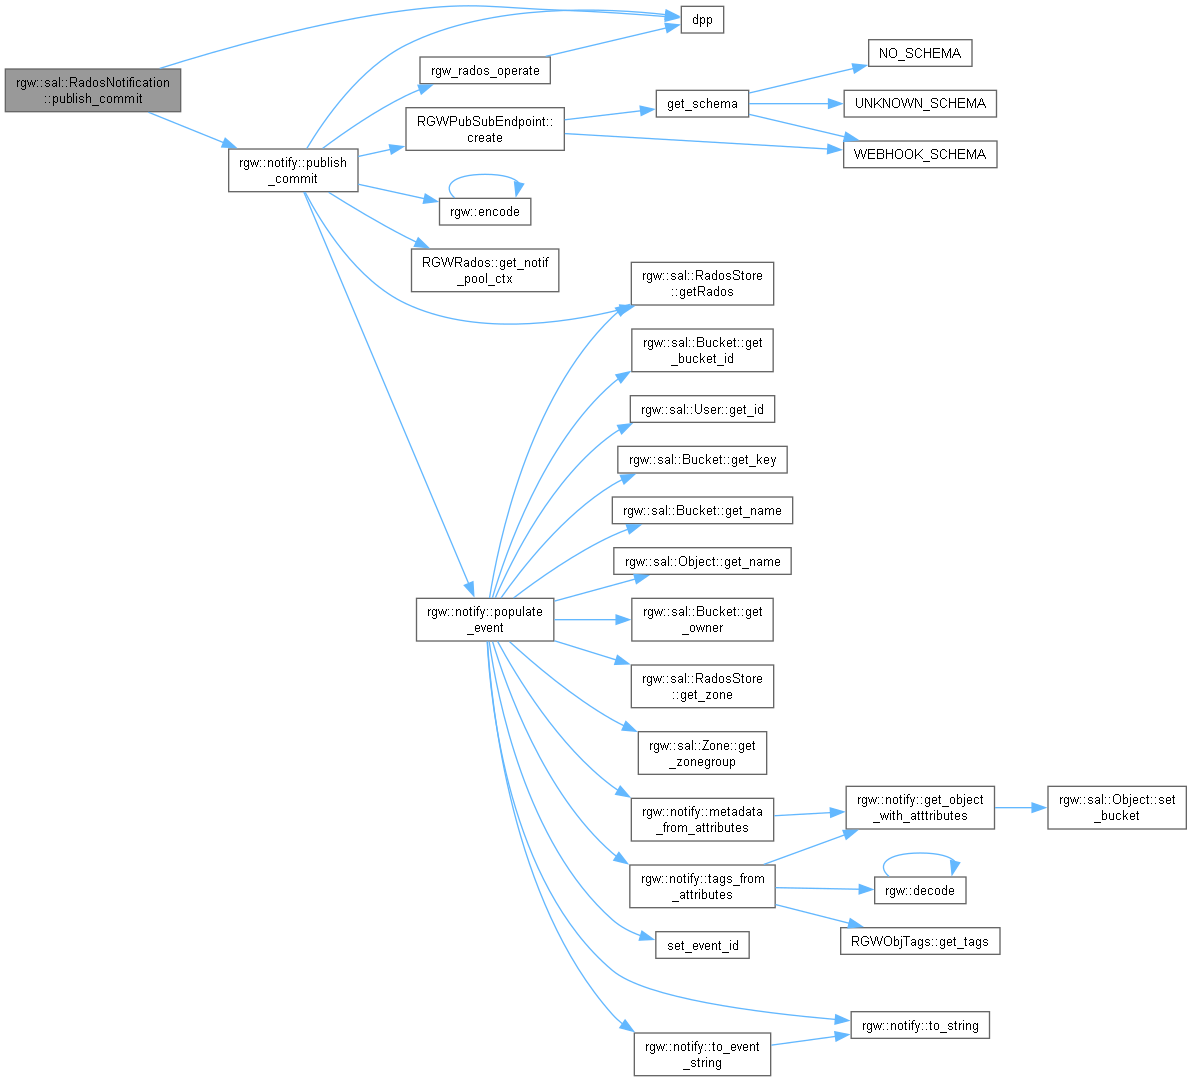 rgw::sal::RadosNotification
::publish_commit
rgw::notify::publish
_commit
dpp
rgw_rados_operate
RGWPubSubEndpoint::
create
get_schema
NO_SCHEMA
UNKNOWN_SCHEMA
WEBHOOK_SCHEMA
rgw::encode
RGWRados::get_notif
_pool_ctx
rgw::sal::RadosStore
::getRados
rgw::sal::Bucket::get
_bucket_id
rgw::sal::User::get_id
rgw::sal::Bucket::get_key
rgw::sal::Bucket::get_name
rgw::sal::Object::get_name
rgw::notify::populate
_event
rgw::sal::Bucket::get
_owner
rgw::sal::RadosStore
::get_zone
rgw::sal::Zone::get
_zonegroup
rgw::notify::metadata
_from_attributes
rgw::notify::get_object
_with_atttributes
rgw::sal::Object::set
_bucket
rgw::notify::tags_from
_attributes
rgw::decode
RGWObjTags::get_tags
set_event_id
rgw::notify::to_string
rgw::notify::to_event
_string